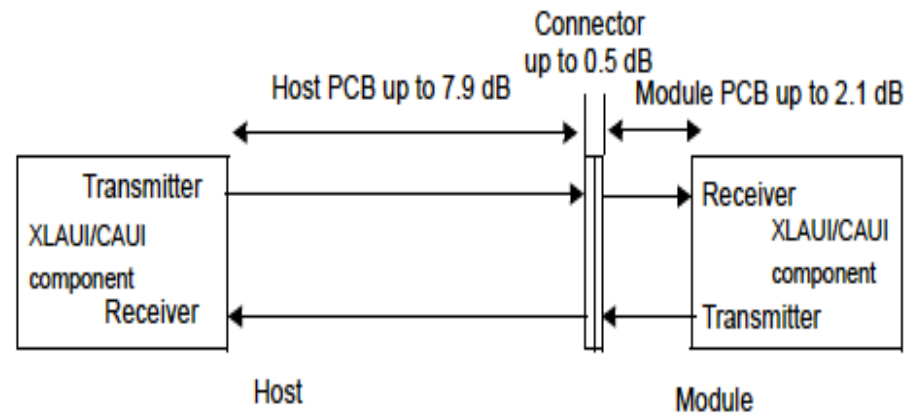 Connector
up to 0.5 dB
Host PCB up to 7.9 dB
Module PCB up to 2.1 dB
Transmitter
XLAUI/CAUI
component
Receiver
Receiver
XLAUI/CAUI
component
Transmitter
Host
Module